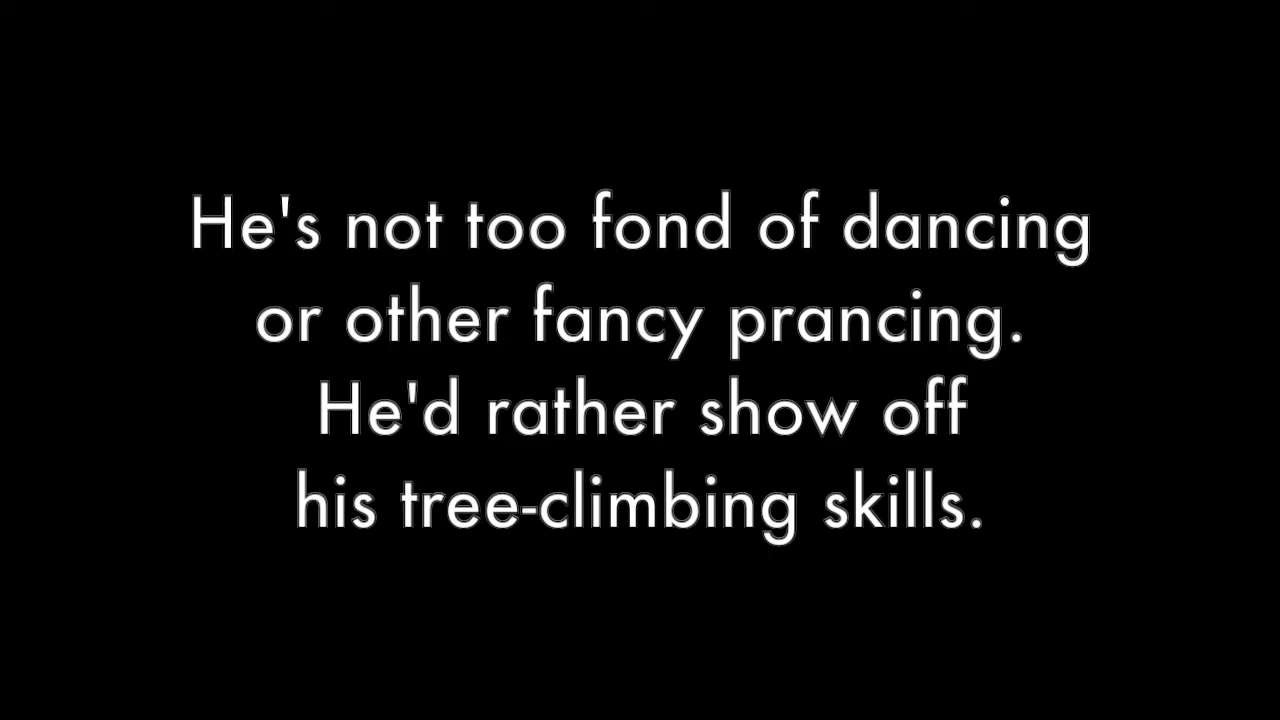 He's not too fond of dancing
or other fancy prancing.
He'd rather show off
his tree-climbing skills.